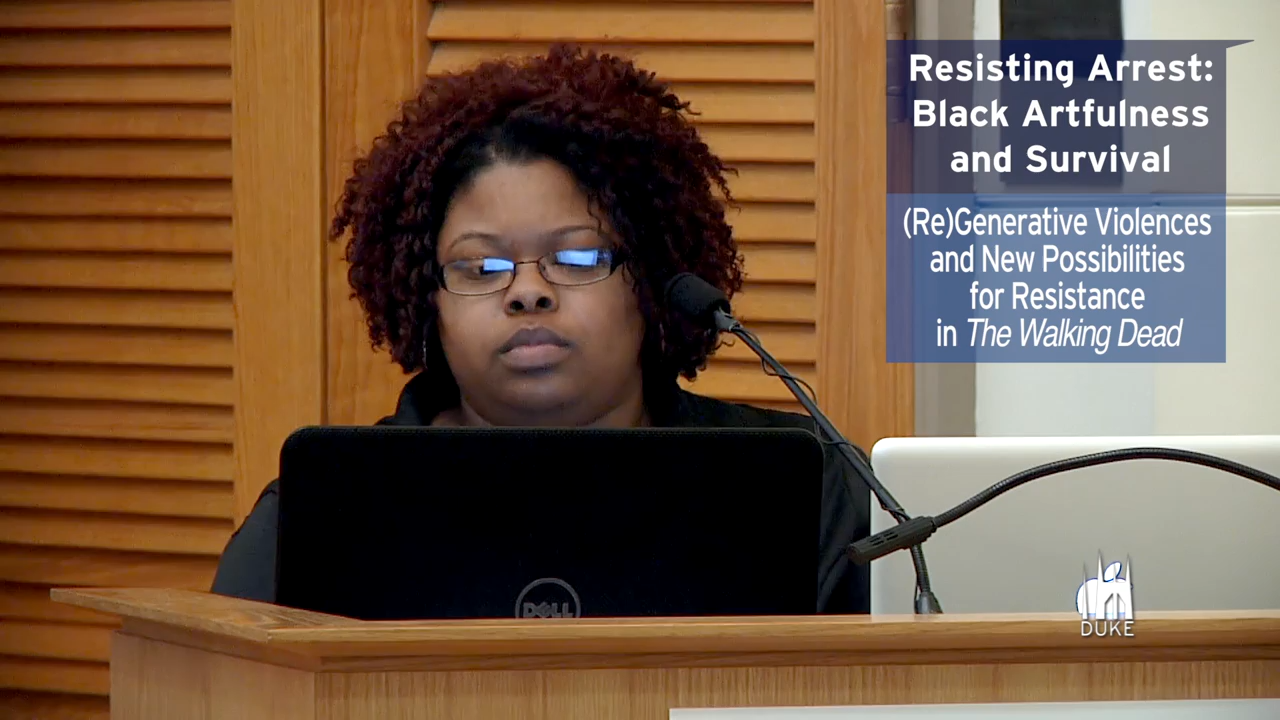 Resisting Arrest:
Black Artfulness
and Survival
(Re)Generative Violences
and New Possibilities
for Resistance
in The Walking Dead
DELL
DUKE